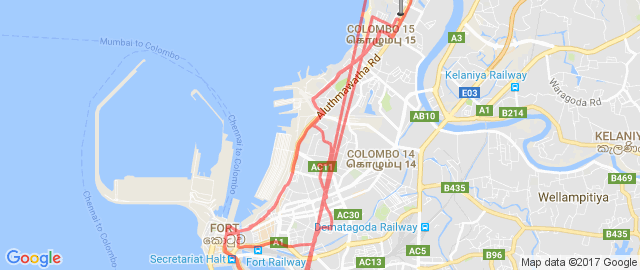 COLOMBO 15
கொழும்பு 15
Mumbai to Colombo
A3
Kelaniya Railway
Aluthmawatha Rd
E03
A1
Waragoda Rd
AB10
B214
Chennai to Colombo
KELANIY
COLOMBO 14
கொழும்பு 14
AC11
B469
B435
Wellampitiya
Chennai to Colombo
AC30
FORT
කොටුව
Dematagoda Railway
B435
A1
AC5
B96
Secretariat Halt
Fort Railway
AC13
Google
Map data ©2017 Google